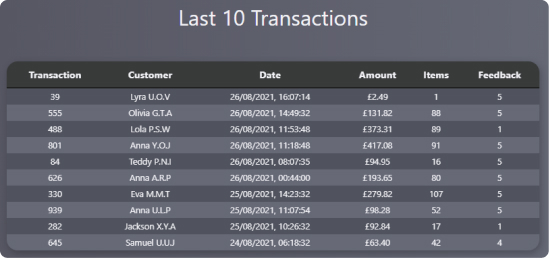 Last 10 Transactions
Transaction Customer Date Amount Items Feedback
39 Lyra U.O.V 26/08/2021, 16:07:14 £2.49 1 5
555 Olivia G.T.A 26/08/2021, 14:49:32 £131.82 88 5
488 Lola P.S.W 26/08/2021, 11:53:48 £373.31 89 1
801 Anna Y.O.J 26/08/2021, 11:18:48 £417.08 91 5
84 Teddy P.N.I 26/08/2021, 08:07:35 £94.95 16 5
626 Anna A.R.P 26/08/2021, 00:44:00 £193.65 80 5
330 Eva M.M.T 25/08/2021, 14:23:32 £279.82 107 5
939 Anna U.L.P 25/08/2021, 11:07:54 £98.28 52 5
282 Jackson X.Y.A 25/08/2021, 10:26:32 £92.84 17 1
645 Samuel U.U.J 24/08/2021, 06:18:32 £63.40 42 4